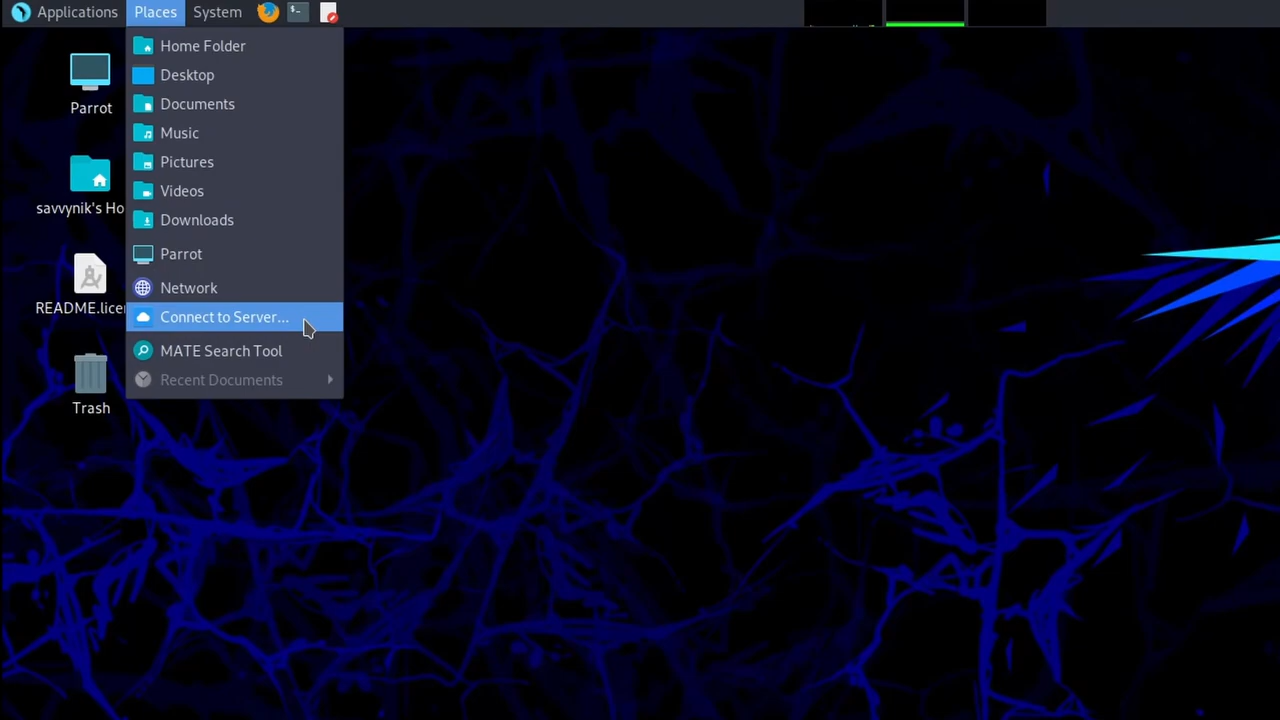 Applications Places System
Home Folder
Desktop
Documents
Music
Pictures
Videos
Downloads
Parrot
Network
Connect to Server...
MATE Search Tool
Recent Documents
Parrot
savvynik's Ho
README.licen
Trash